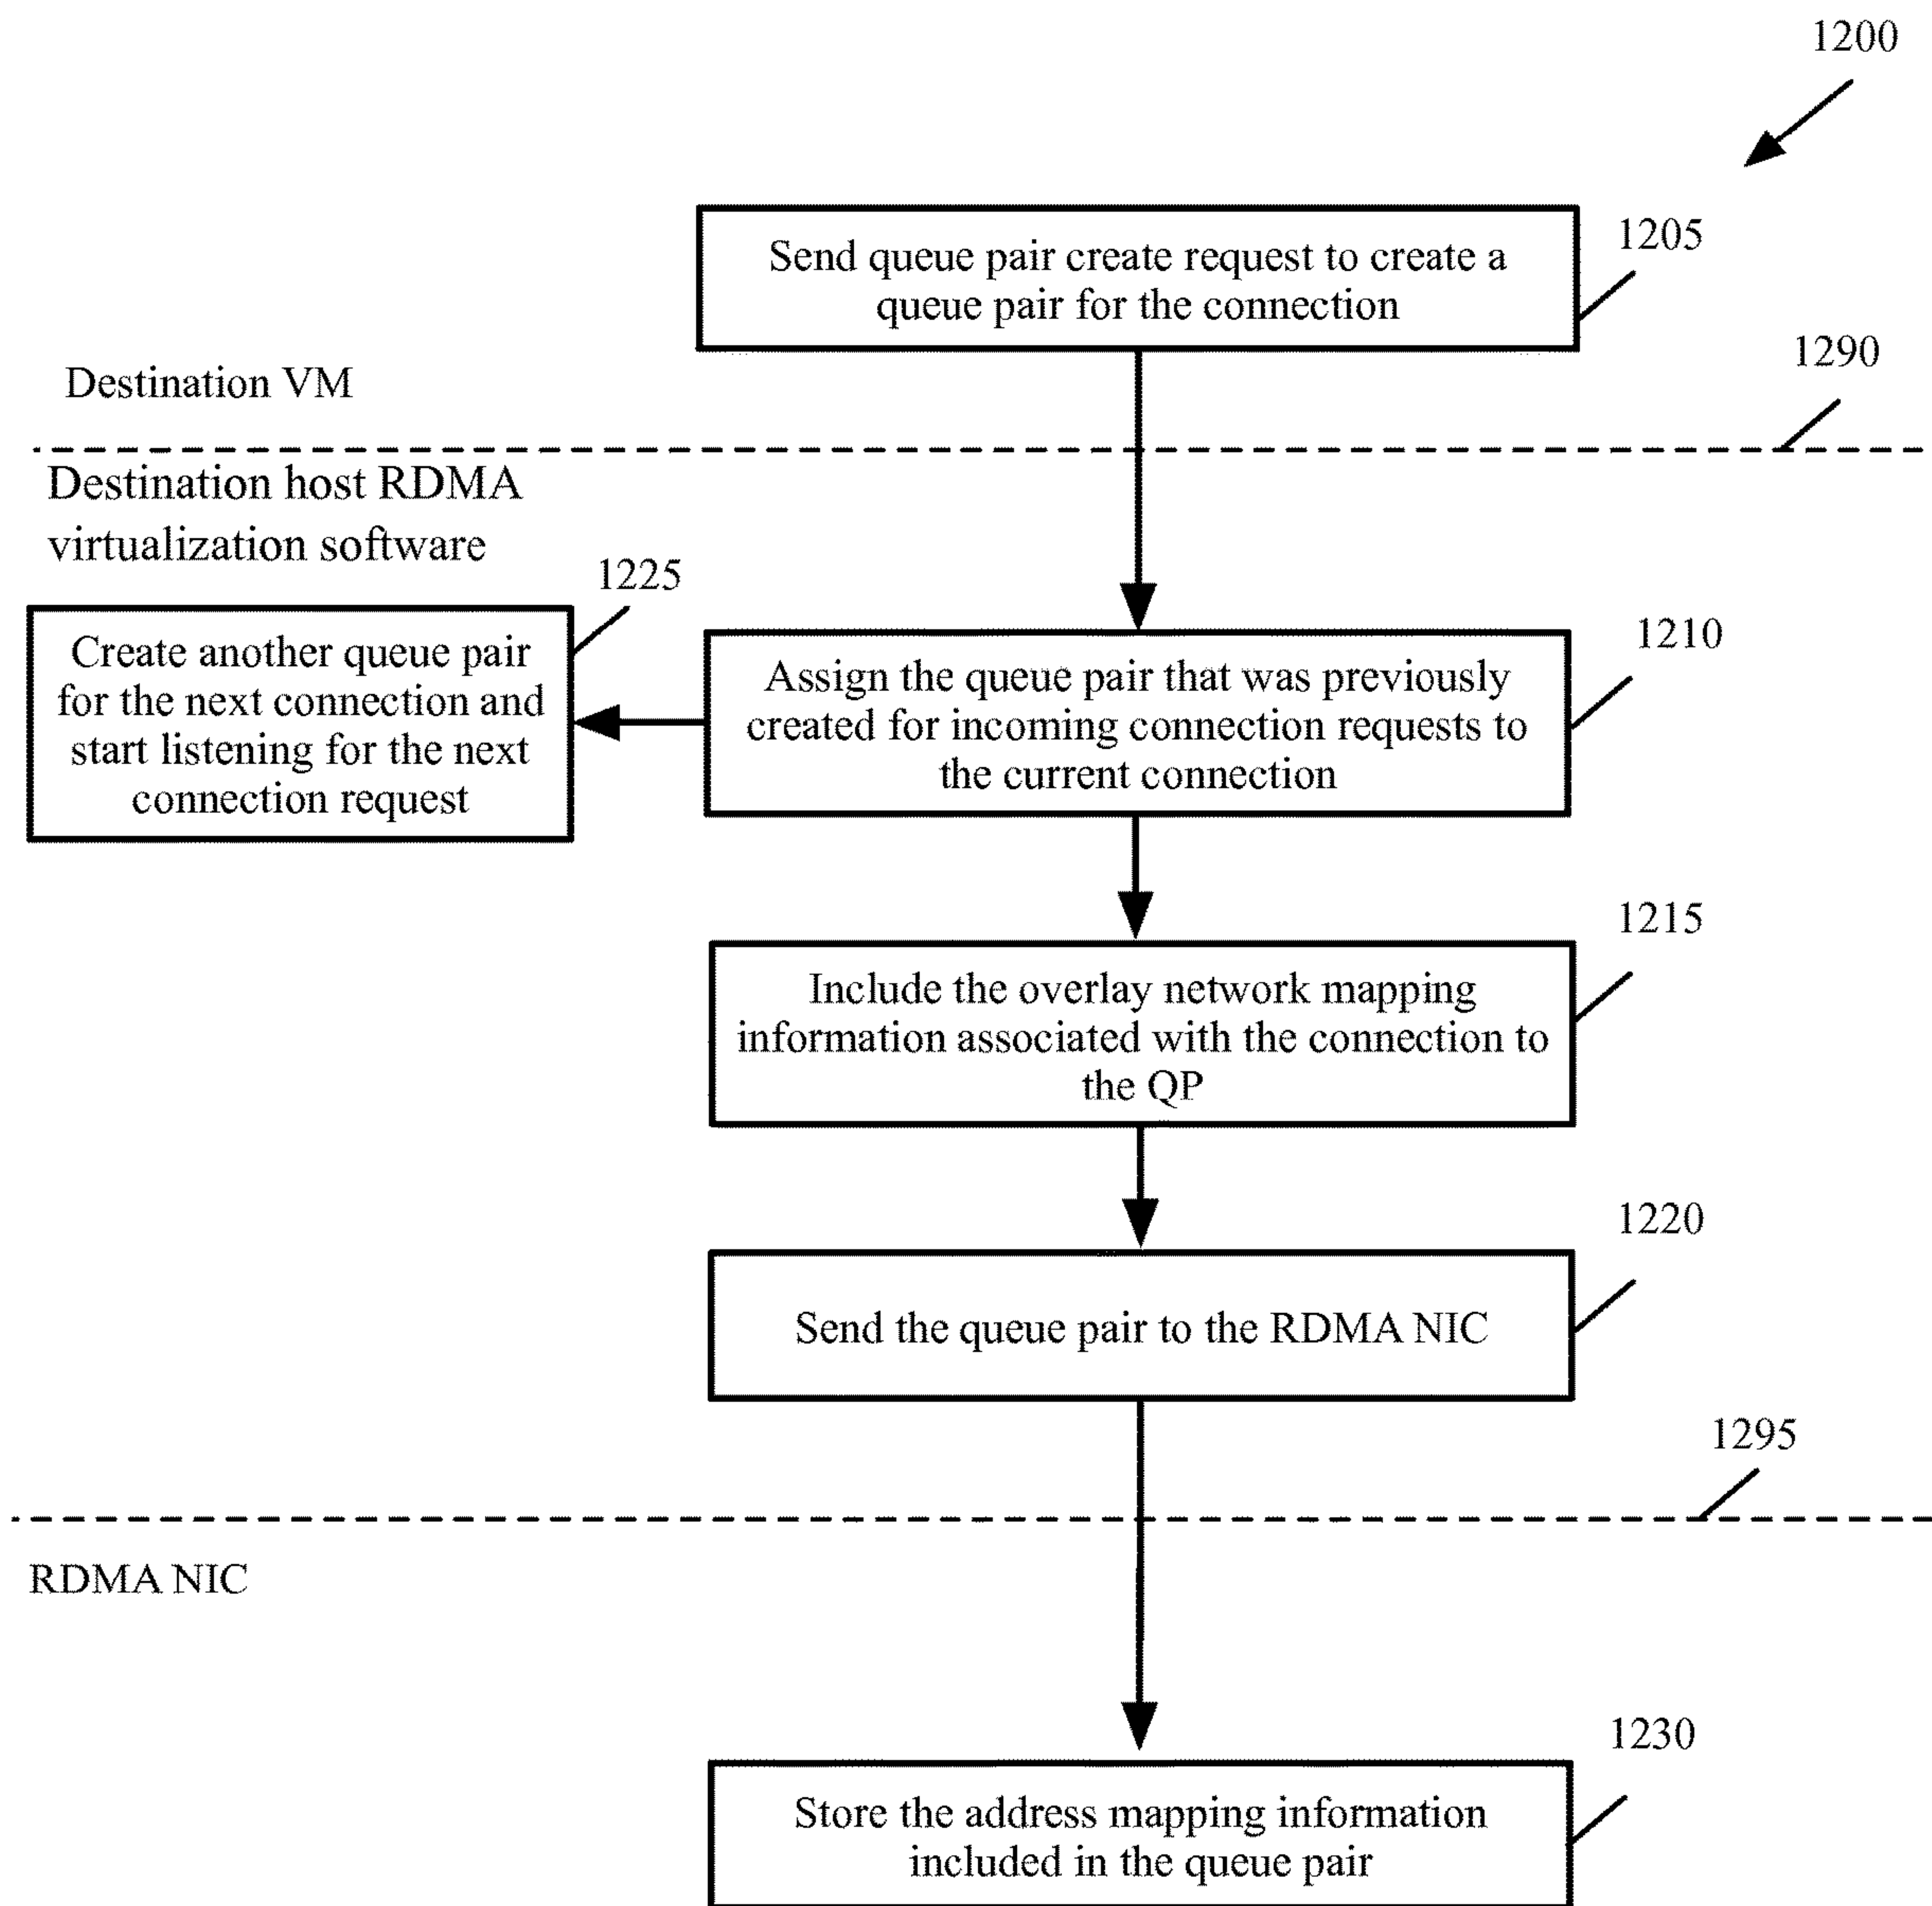 1200
Send queue pair create request to create a
queue pair for the connection
1205
1290
Destination VM
Destination host RDMA
virtualization software
1225
Create another queue pair
for the next connection and
start listening for the next
connection request
1210
Assign the queue pair that was previously
created for incoming connection requests to
the current connection
1215
Include the overlay network mapping
information associated with the connection to
the QP
1220
Send the queue pair to the RDMA NIC
1295
RDMA NIC
1230
Store the address mapping information
included in the queue pair